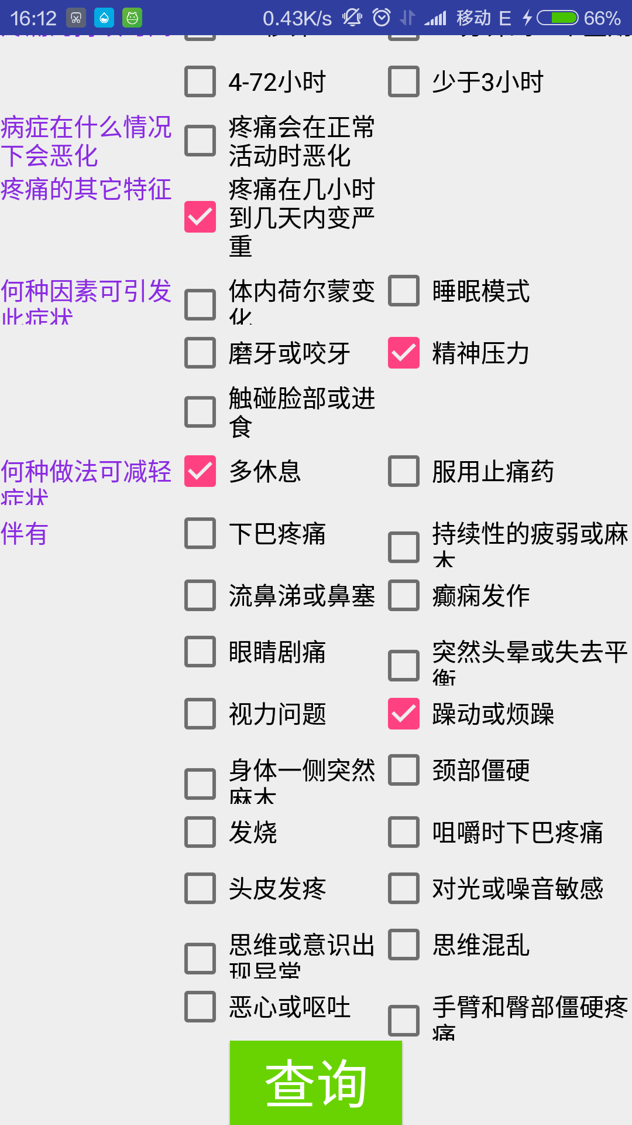 16:12 0.43K/s 移动 E 66%
4-72小时 少于3小时
病症在什么情况 疼痛会在正常
下会恶化 活动时恶化
疼痛的其它特征 疼痛在几小时
到几天内变严
重
何种因素可引发 体内荷尔蒙变 睡眠模式
此症状 化
磨牙或咬牙 精神压力
触碰脸部或进
食
何种做法可减轻 多休息 服用止痛药
症状
伴有 下巴疼痛 持续性的疲弱或麻
木
流鼻涕或鼻塞 癫痫发作
眼睛剧痛 突然头晕或失去平
衡
视力问题 躁动或烦躁
身体一侧突然 颈部僵硬
麻木
发烧 咀嚼时下巴疼痛
头皮发疼 对光或噪音敏感
思维或意识出 思维混乱
现异常
恶心或呕吐 手臂和臀部僵硬疼
痛
查询